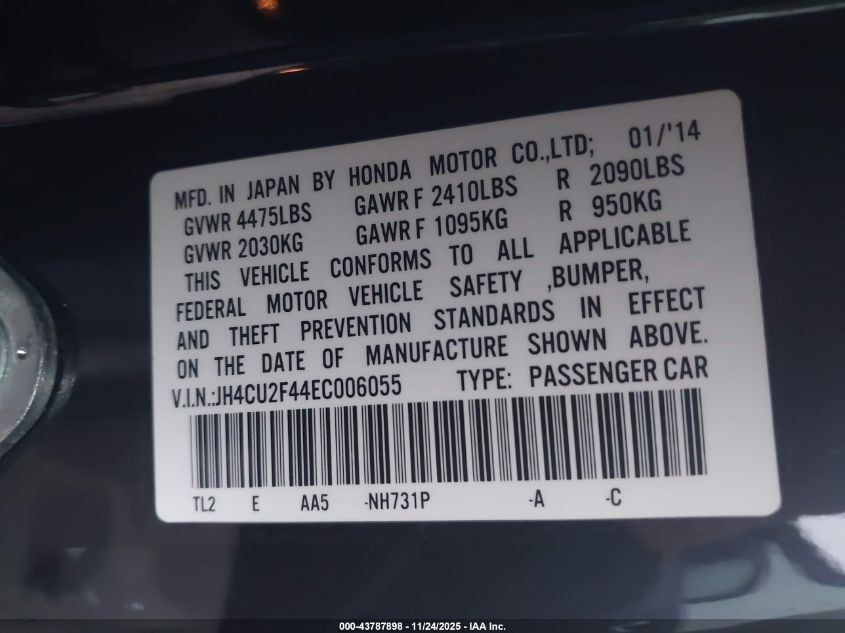 MFD. IN JAPAN BY HONDA MOTOR CO.,LTD; 01/'14
GVWR 4475LBS GAWR F 2410LBS R 2090LBS
GVWR 2030KG GAWR F 1095KG R 950KG
THIS VEHICLE CONFORMS TO ALL APPLICABLE
FEDERAL MOTOR VEHICLE SAFETY ,BUMPER,
AND THEFT PREVENTION STANDARDS IN EFFECT
ON THE DATE OF MANUFACTURE SHOWN ABOVE.
V.I.N.:JH4CU2F44EC006055 TYPE: PASSENGER CAR
TL2 E AA5 -NH731P -A -C
000-43787898 - 11/24/2025 - IAA Inc.